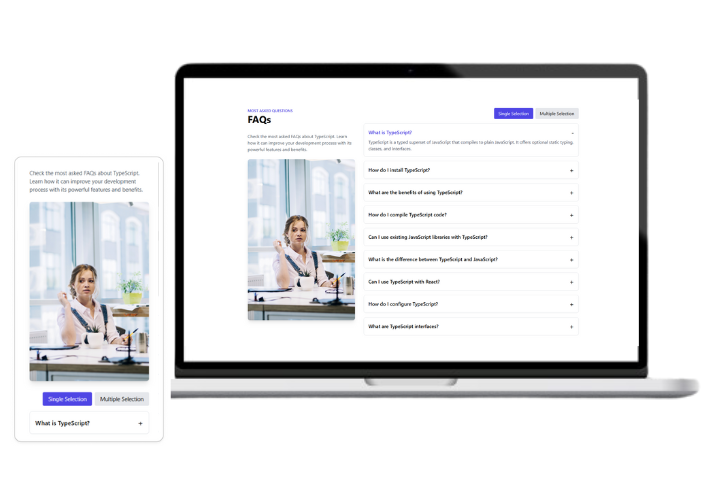 Check the most asked FAQs about TypeScript.
Learn how it can improve your development
process with its powerful features and benefits.
Single Selection
Multiple Selection
What is TypeScript?
+
MOST ASKED QUESTIONS
FAQs
Check the most asked FAQs about TypeScript. Learn
how it can improve your development process with its
powerful features and benefits.
Single Selection
Multiple Selection
What is TypeScript?
-
TypeScript is a typed superset of JavaScript that compiles to plain JavaScript. It offers optional static typing,
classes, and interfaces.
How do I install TypeScript?
+
What are the benefits of using TypeScript?
+
How do I compile TypeScript code?
+
Can I use existing JavaScript libraries with TypeScript?
+
What is the difference between TypeScript and JavaScript?
+
Can I use TypeScript with React?
+
How do I configure TypeScript?
+
What are TypeScript interfaces?
+